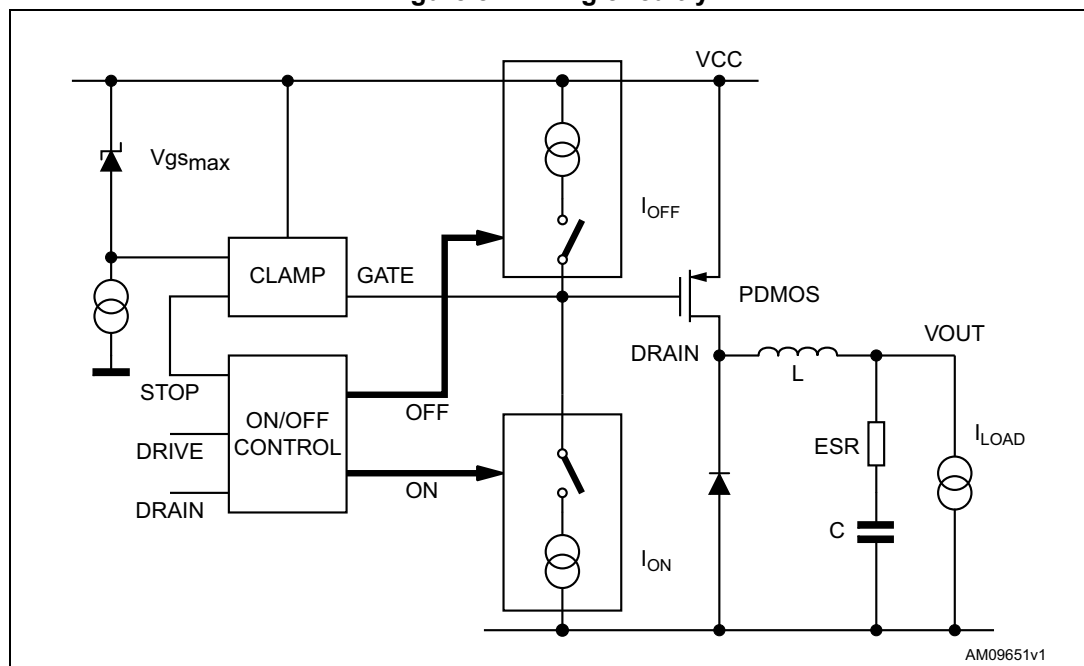 VCC
Vgsmax
IOFF
CLAMP
GATE
PDMOS
DRAIN
VOUT
L
STOP
OFF
ON/OFF
CONTROL
DRIVE
ESR
ILOAD
ON
DRAIN
C
ION
AM09651v1